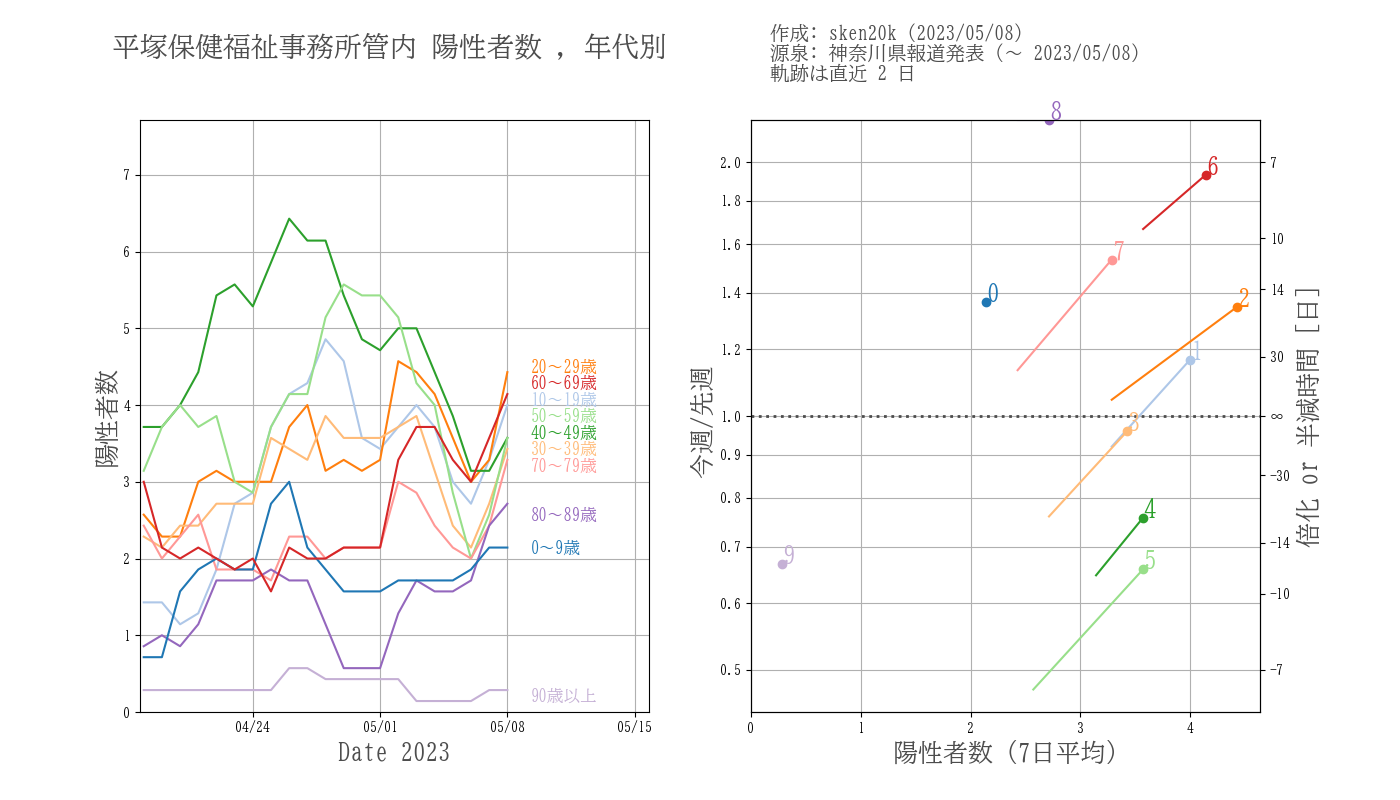 平塚保健福祉事務所管内 陽性者数 , 年代別
作成: sken20k (2023/05/08)
源泉: 神奈川県報道発表 (〜 2023/05/08)
軌跡は直近 2 日
陽性者数
7
6
5
4
3
2
1
0
04/24
05/01
05/08
05/15
Date 2023
20〜29歳
60〜69歳
10〜19歳
50〜59歳
40〜49歳
30〜39歳
70〜79歳
80〜89歳
0〜9歳
90歳以上
今週/先週
2.0
1.8
1.6
1.4
1.2
1.0
0.9
0.8
0.7
0.6
0.5
8
6
7
0
2
1
3
4
5
9
0
1
2
3
4
陽性者数 (7日平均)
7
10
14
30
∞
−30
−14
−10
−7
倍化 or 半減時間 [日]